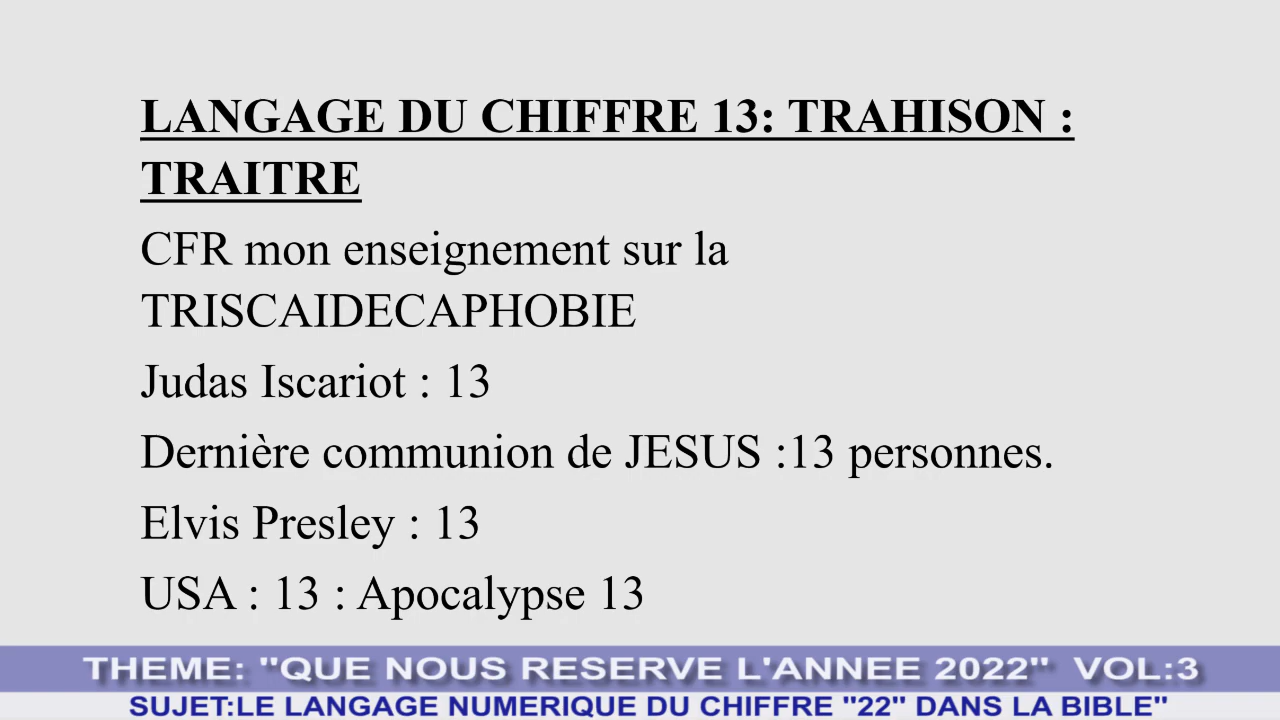 LANGAGE DU CHIFFRE 13: TRAHISON :
TRAITRE
CFR mon enseignement sur la
TRISCAIDECAPHOBIE
Judas Iscariot : 13
Dernière communion de JESUS :13 personnes.
Elvis Presley : 13
USA : 13 : Apocalypse 13
THEME: "QUE NOUS RESERVE L'ANNEE 2022" VOL:3
SUJET:LE LANGAGE NUMERIQUE DU CHIFFRE "22" DANS LA BIBLE"